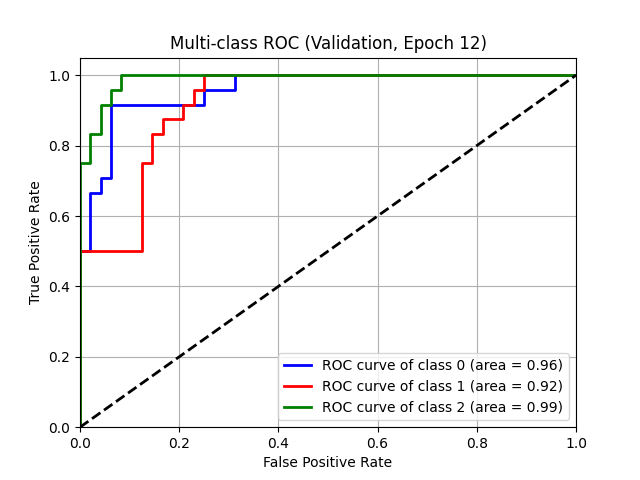 Multi-class ROC (Validation, Epoch 12)
1.0
0.8
0.6
0.4
0.2
0.0
True Positive Rate
ROC curve of class 0 (area = 0.96)
ROC curve of class 1 (area = 0.92)
ROC curve of class 2 (area = 0.99)
0.0 0.2 0.4 0.6 0.8 1.0
False Positive Rate